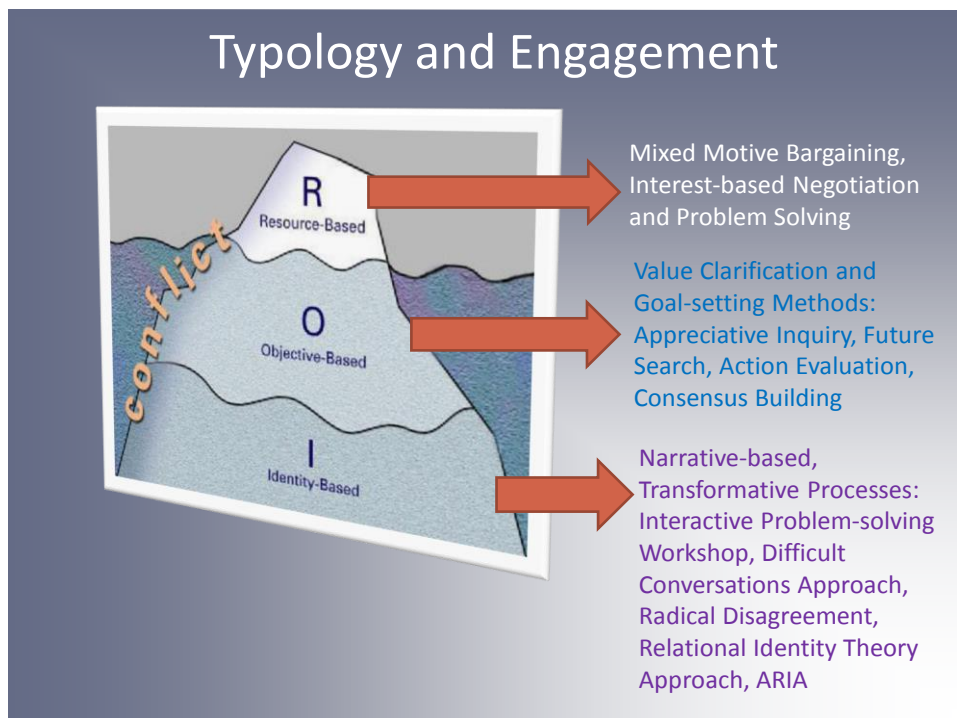 Typology and Engagement
conflict
R
Resource-Based
O
Objective-Based
I
Identity-Based
Mixed Motive Bargaining,
Interest-based Negotiation
and Problem Solving
Value Clarification and
Goal-setting Methods:
Appreciative Inquiry, Future
Search, Action Evaluation,
Consensus Building
Narrative-based,
Transformative Processes:
Interactive Problem-solving
Workshop, Difficult
Conversations Approach,
Radical Disagreement,
Relational Identity Theory
Approach, ARIA